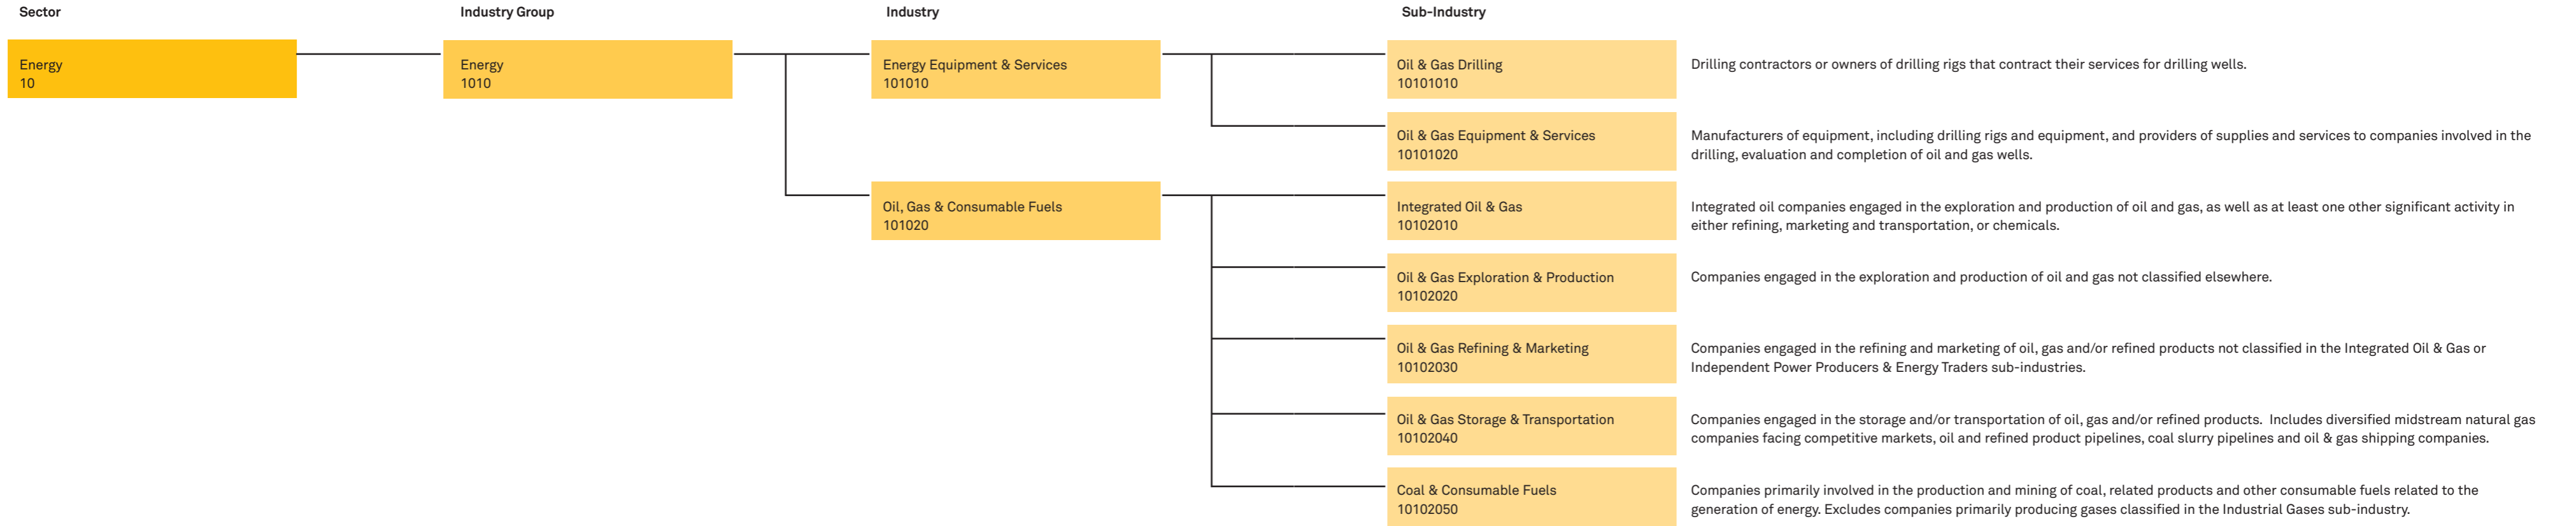 Sector
Industry Group
Industry
Sub-Industry
Energy
10
Energy
1010
Energy Equipment & Services
101010
Oil & Gas Drilling
10101010
Drilling contractors or owners of drilling rigs that contract their services for drilling wells.
Oil & Gas Equipment & Services
10101020
Manufacturers of equipment, including drilling rigs and equipment, and providers of supplies and services to companies involved in the
drilling, evaluation and completion of oil and gas wells.
Oil, Gas & Consumable Fuels
101020
Integrated Oil & Gas
10102010
Integrated oil companies engaged in the exploration and production of oil and gas, as well as at least one other significant activity in
either refining, marketing and transportation, or chemicals.
Oil & Gas Exploration & Production
10102020
Companies engaged in the exploration and production of oil and gas not classified elsewhere.
Oil & Gas Refining & Marketing
10102030
Companies engaged in the refining and marketing of oil, gas and/or refined products not classified in the Integrated Oil & Gas or
Independent Power Producers & Energy Traders sub-industries.
Oil & Gas Storage & Transportation
10102040
Companies engaged in the storage and/or transportation of oil, gas and/or refined products. Includes diversified midstream natural gas
companies facing competitive markets, oil and refined product pipelines, coal slurry pipelines and oil & gas shipping companies.
Coal & Consumable Fuels
10102050
Companies primarily involved in the production and mining of coal, related products and other consumable fuels related to the
generation of energy. Excludes companies primarily producing gases classified in the Industrial Gases sub-industry.